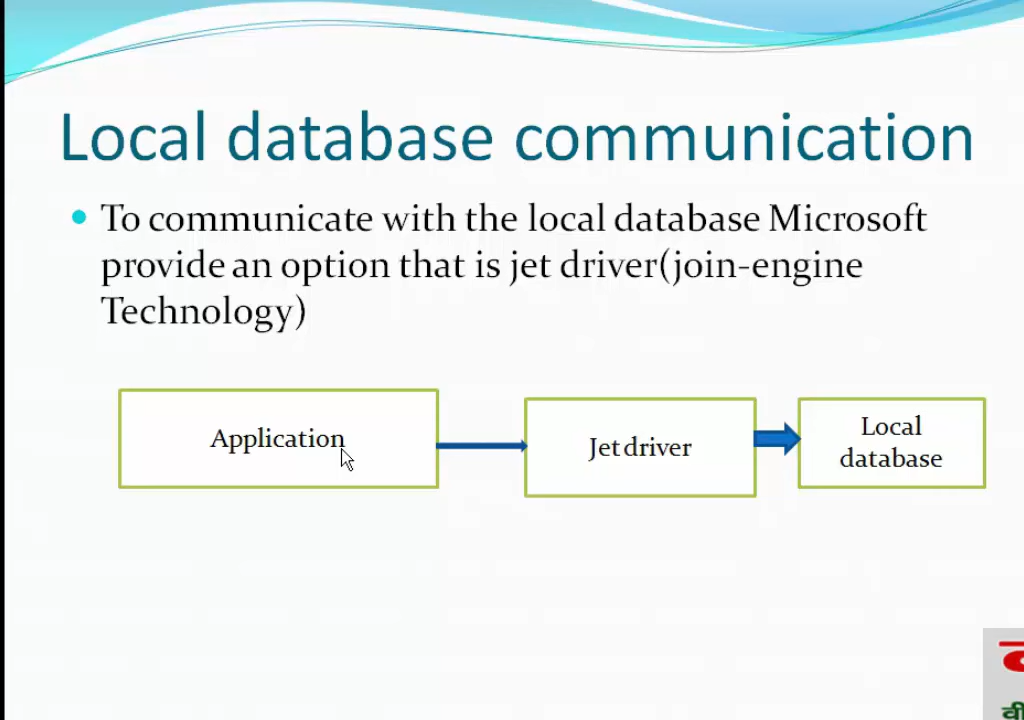 Local database communication
To communicate with the local database Microsoft
provide an option that is jet driver(join-engine
Technology)
Application
Jet driver
Local
database